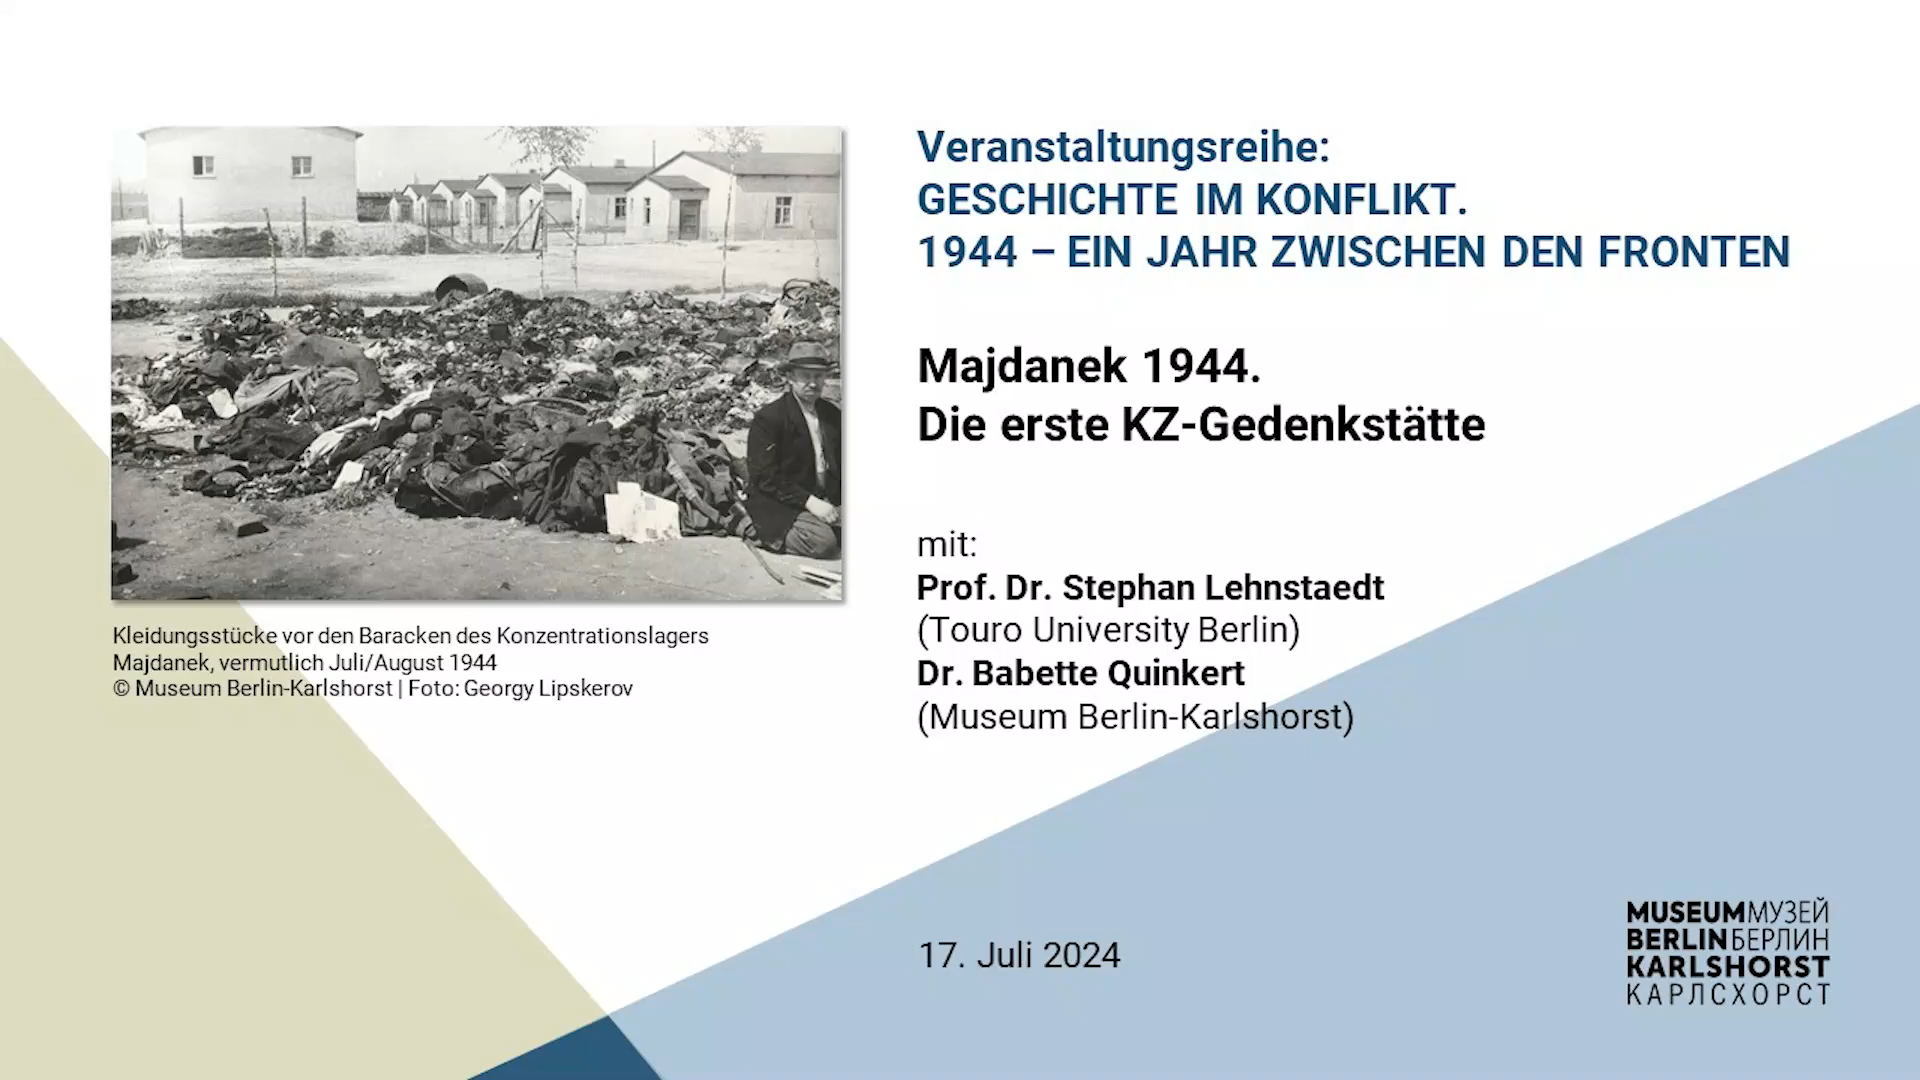 Veranstaltungsreihe:
GESCHICHTE IM KONFLIKT.
1944 – EIN JAHR ZWISCHEN DEN FRONTEN
Majdanek 1944.
Die erste KZ-Gedenkstätte
mit:
Prof. Dr. Stephan Lehnstaedt
(Touro University Berlin)
Dr. Babette Quinkert
(Museum Berlin-Karlshorst)
17. Juli 2024
Kleidungsstücke vor den Baracken des Konzentrationslagers
Majdanek, vermutlich Juli/August 1944
© Museum Berlin-Karlshorst | Foto: Georgy Lipskerov
MUSEUMМУЗЕЙ
BERLINБЕРЛИН
KARLSHORST
КАРЛСХОРСТ